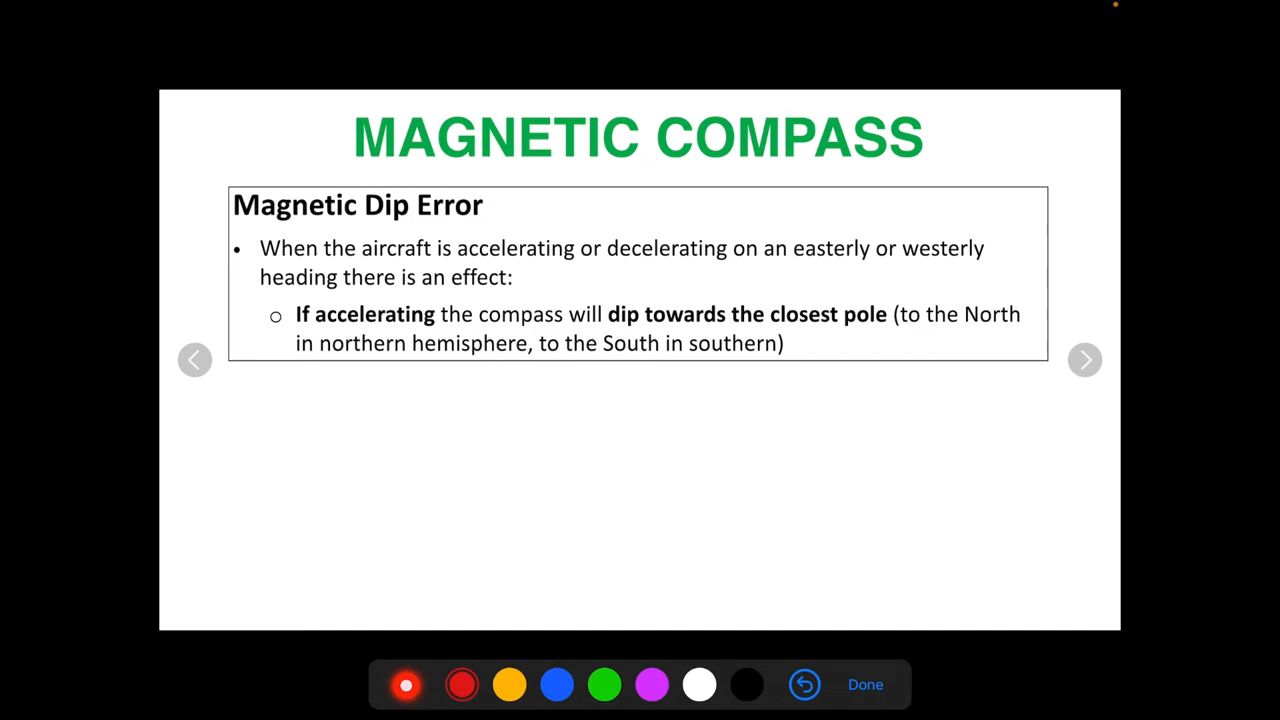 MAGNETIC COMPASS
Magnetic Dip Error
• When the aircraft is accelerating or decelerating on an easterly or westerly
heading there is an effect:
o If accelerating the compass will dip towards the closest pole (to the North
in northern hemisphere, to the South in southern)
Done